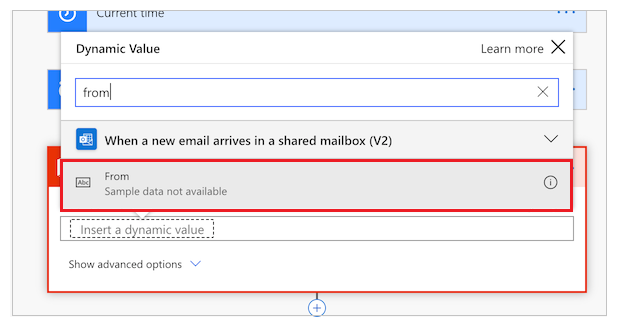 Current time
Dynamic Value
Learn more
from
When a new email arrives in a shared mailbox (V2)
Abc
From
Sample data not available
Insert a dynamic value
Show advanced options